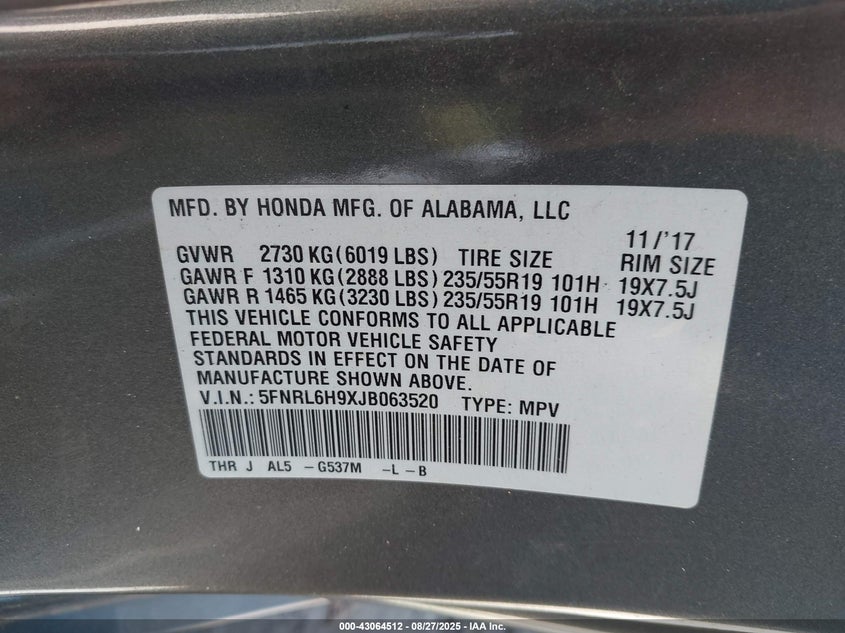 MFD. BY HONDA MFG. OF ALABAMA, LLC
11/'17
GVWR 2730 KG(6019 LBS) TIRE SIZE RIM SIZE
GAWR F 1310 KG(2888 LBS) 235/55R19 101H 19X7.5J
GAWR R 1465 KG(3230 LBS) 235/55R19 101H 19X7.5J
THIS VEHICLE CONFORMS TO ALL APPLICABLE
FEDERAL MOTOR VEHICLE SAFETY
STANDARDS IN EFFECT ON THE DATE OF
MANUFACTURE SHOWN ABOVE.
V.I.N.: 5FNRL6H9XJB063520 TYPE: MPV
THR J AL5 -G537M -L -B
000-43064512 - 08/27/2025 - IAA Inc.